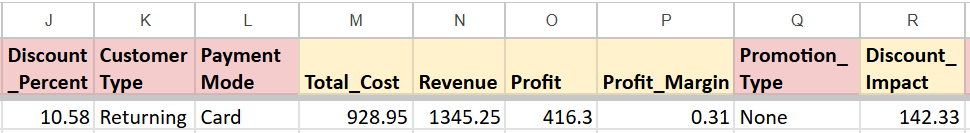 J K L M N O P Q R
Discount Customer Payment Promotion_ Discount_
_Percent Type Mode Total_Cost Revenue Profit Profit_Margin Type Impact
10.58 Returning Card 928.95 1345.25 416.3 0.31 None 142.33